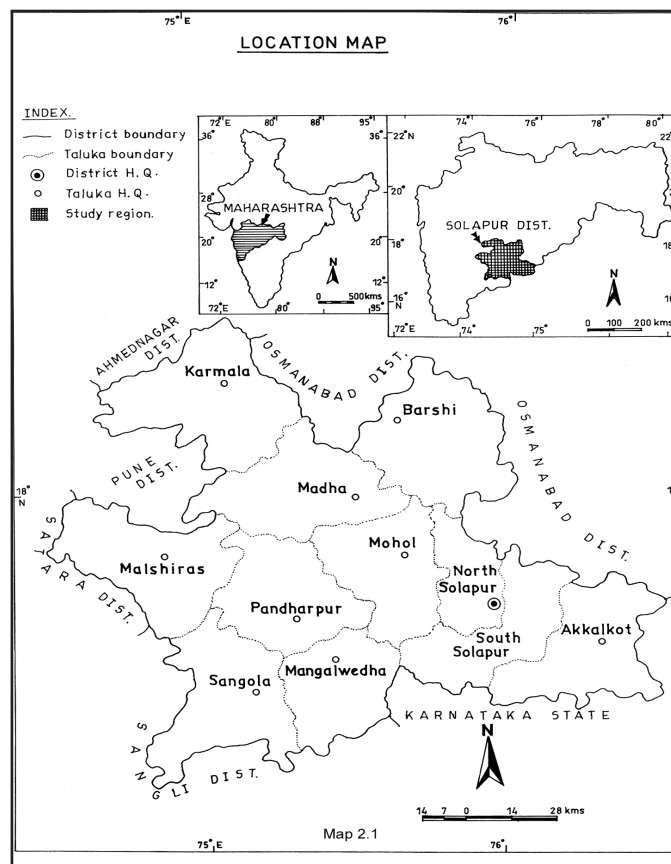 75° E
76°
LOCATION MAP
INDEX.
District boundary
Taluka boundary
District H.Q.
Taluka H.Q.
Study region.
72° E 80° 88° 95°
36°
28°
20°
12°
36°
20°
MAHARASHTRA
N
0 500 kms
72° E 80° 95°
74° 76° 78° 80°
22° N
20°
18°
16° N
SOLAPUR DIST.
N
0 100 200 kms
72° E 74° 75°
AHMEDNAGAR DIST.
OSMANABAD DIST.
Karmala
Barshi
OSMANABAD DIST.
PUNE DIST.
18° N
Madha
SATARA DIST.
Malshiras
Mohol
North Solapur
Pandharpur
South Solapur
Akkalkot
Sangola
Mangalwedha
KARNATAKA STATE
SANGLI DIST.
N
14 7 0 14 28 kms
Map 2.1
75° E
76°